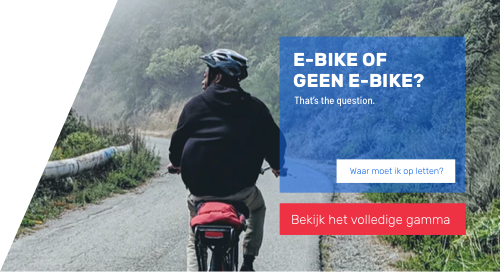 E-BIKE OF
GEEN E-BIKE?
That's the question.
Waar moet ik op letten?
Bekijk het volledige gamma